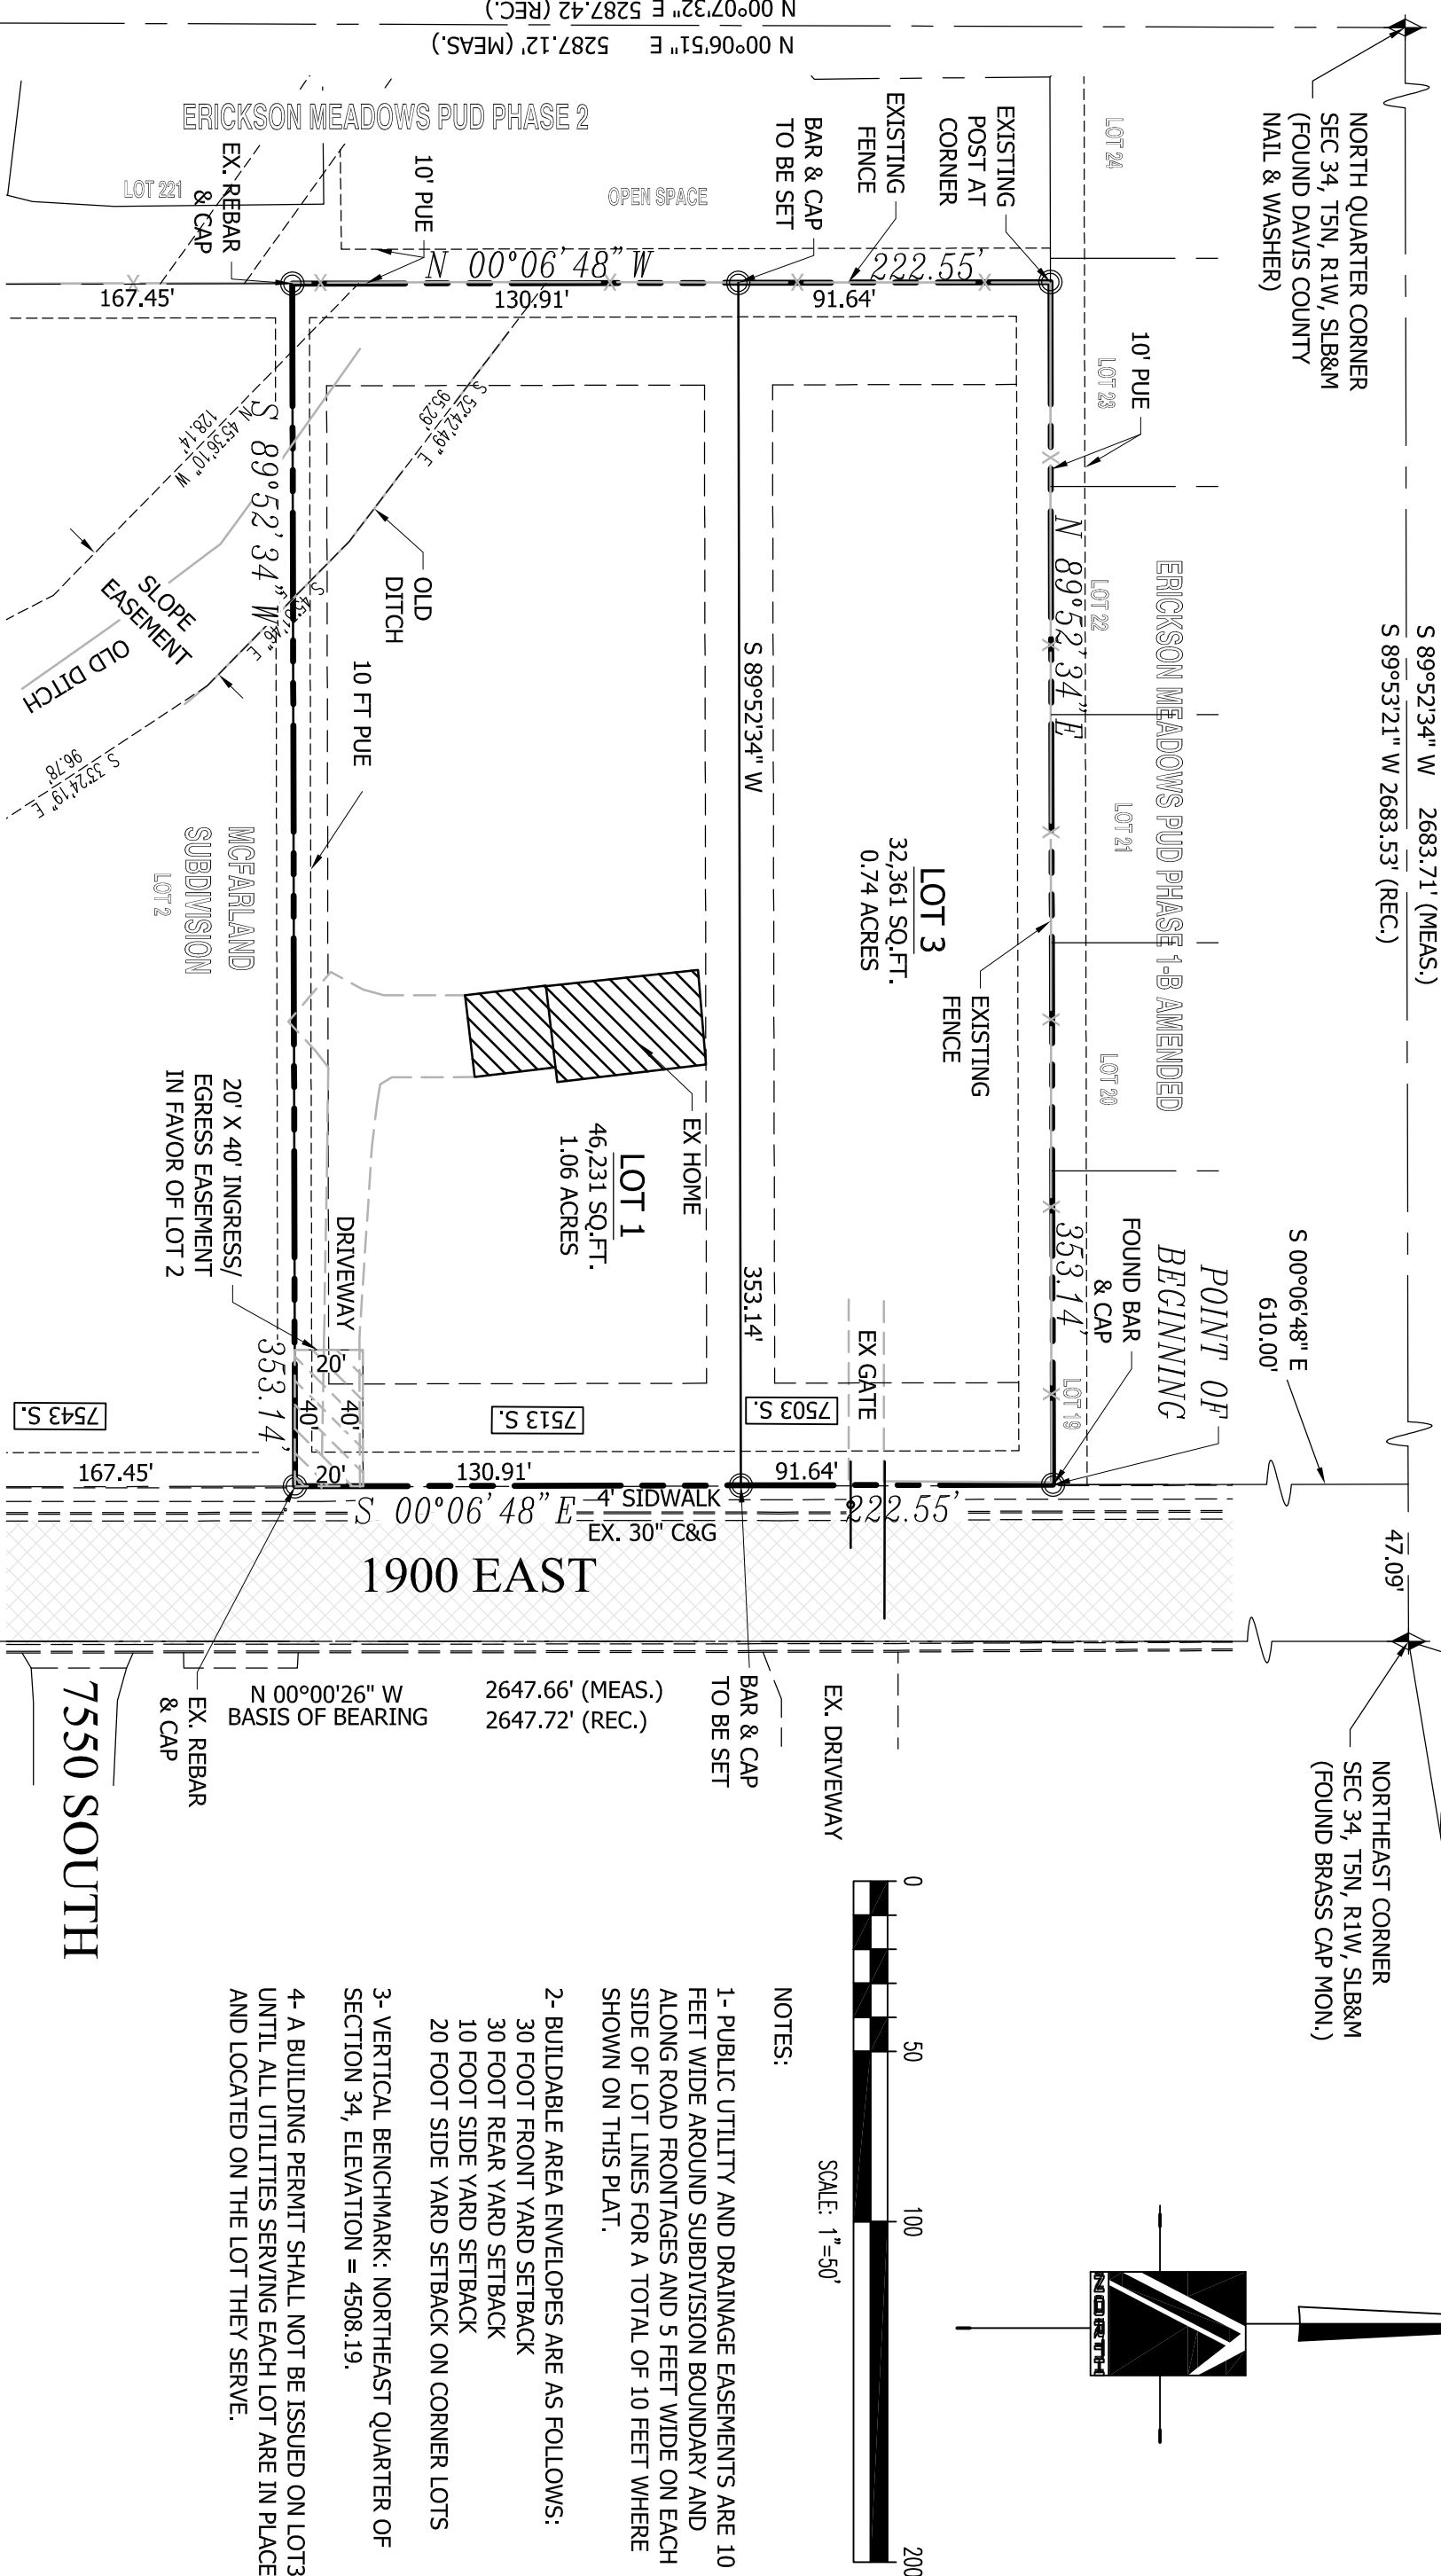 N 00°07'32" E 5287.42 (REC.)
N 00°06'51" E 5287.12' (MEAS.)
NORTH QUARTER CORNER
SEC 34, T5N, R1W, SLB&M
(FOUND DAVIS COUNTY
NAIL & WASHER)
S 89°52'34" W 2683.71' (MEAS.)
S 89°53'21" W 2683.53' (REC.)
S 00°06'48" E
610.00'
47.09'
NORTHEAST CORNER
SEC 34, T5N, R1W, SLB&M
(FOUND BRASS CAP MON.)
LOT 24
10' PUE
LOT 23
LOT 22
LOT 21
LOT 20
LOT 19
ERICKSON MEADOWS PUD PHASE 1-B AMENDED
POINT OF
BEGINNING
FOUND BAR
& CAP
N 89°52'34" E
353.14'
EXISTING
POST AT
CORNER
EXISTING
FENCE
BAR & CAP
TO BE SET
OPEN SPACE
ERICKSON MEADOWS PUD PHASE 2
10' PUE
EX. REBAR
& CAP
LOT 221
N 00°06'48" W
222.55'
91.64'
130.91'
167.45'
EXISTING
FENCE
LOT 3
32,361 SQ.FT.
0.74 ACRES
EX GATE
S 89°52'34" W
353.14'
7503 S.
EX HOME
LOT 1
46,231 SQ.FT.
1.06 ACRES
7513 S.
S 52°42'49" E
95.29'
OLD
DITCH
10 FT PUE
DRIVEWAY
20'
40'
40'
20'
20' X 40' INGRESS/
EGRESS EASEMENT
IN FAVOR OF LOT 2
S 89°52'34" W
353.14'
N 45°36'10" W
128.14'
SLOPE
EASEMENT
OLD DITCH
S 33°24'19" E
96.78'
MCFARLAND
SUBDIVISION
LOT 2
7543 S.
91.64'
130.91'
167.45'
S 00°06'48" E
222.55'
4' SIDWALK
EX. 30" C&G
1900 EAST
EX. DRIVEWAY
BAR & CAP
TO BE SET
2647.66' (MEAS.)
2647.72' (REC.)
N 00°00'26" W
BASIS OF BEARING
EX. REBAR
& CAP
7550 SOUTH
0
50
100
200
SCALE: 1"=50'
NORTH
NOTES:
1- PUBLIC UTILITY AND DRAINAGE EASEMENTS ARE 10
FEET WIDE AROUND SUBDIVISION BOUNDARY AND
ALONG ROAD FRONTAGES AND 5 FEET WIDE ON EACH
SIDE OF LOT LINES FOR A TOTAL OF 10 FEET WHERE
SHOWN ON THIS PLAT.
2- BUILDABLE AREA ENVELOPES ARE AS FOLLOWS:
30 FOOT FRONT YARD SETBACK
30 FOOT REAR YARD SETBACK
10 FOOT SIDE YARD SETBACK
20 FOOT SIDE YARD SETBACK ON CORNER LOTS
3- VERTICAL BENCHMARK: NORTHEAST QUARTER OF
SECTION 34, ELEVATION = 4508.19.
4- A BUILDING PERMIT SHALL NOT BE ISSUED ON LOT3
UNTIL ALL UTILITIES SERVING EACH LOT ARE IN PLACE
AND LOCATED ON THE LOT THEY SERVE.